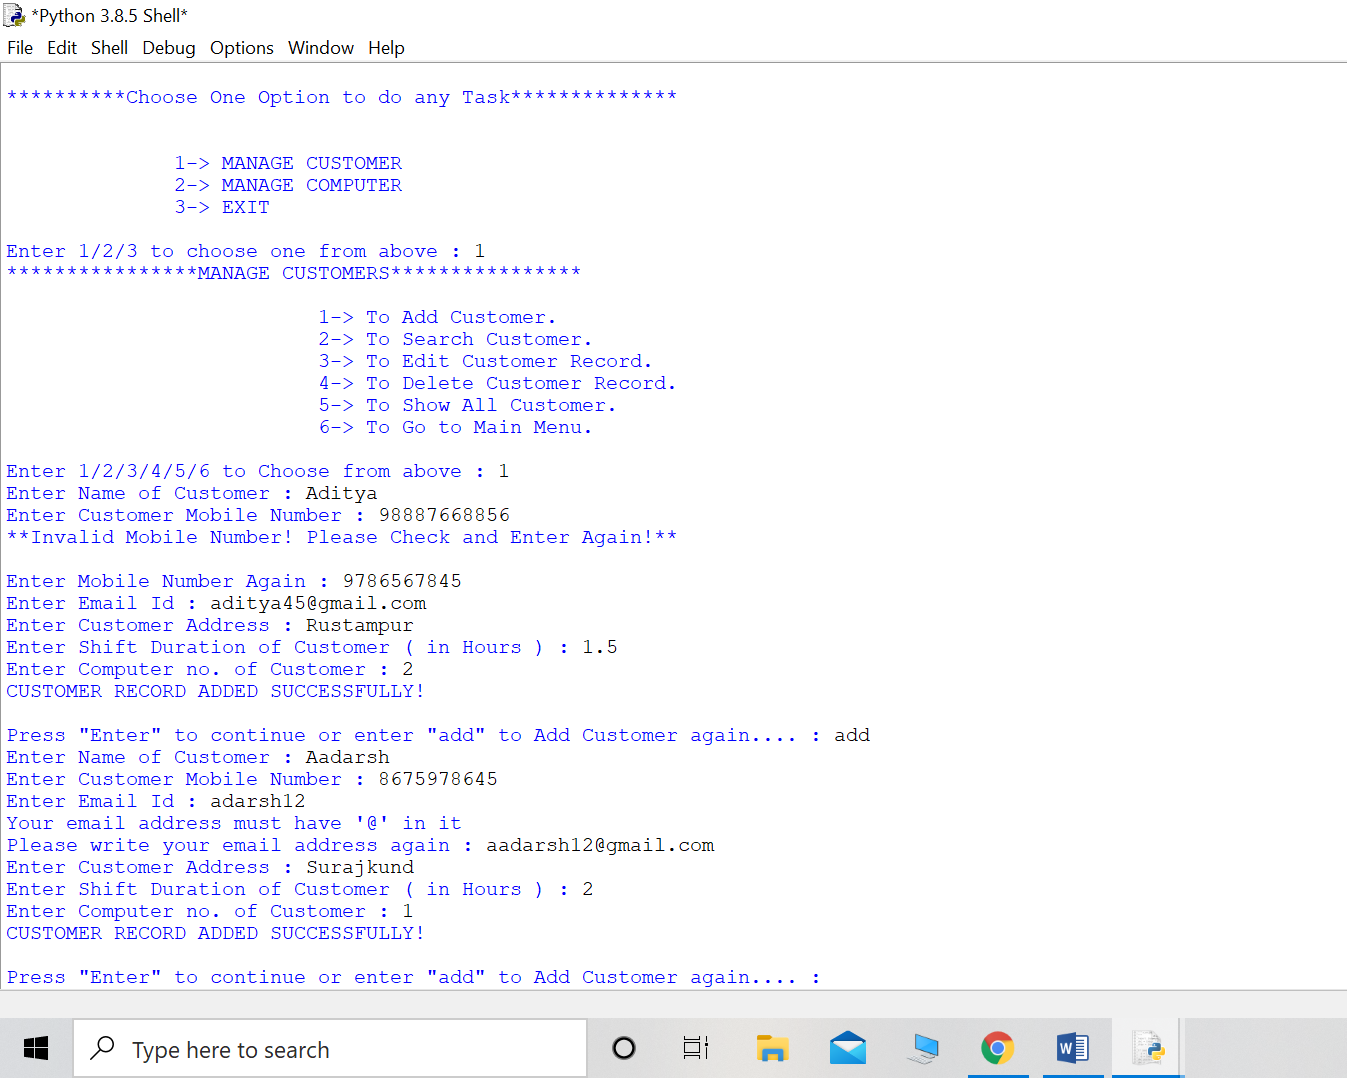 *Python 3.8.5 Shell*
File Edit Shell Debug Options Window Help
**********Choose One Option to do any Task**************
1-> MANAGE CUSTOMER
2-> MANAGE COMPUTER
3-> EXIT
Enter 1/2/3 to choose one from above : 1
****************MANAGE CUSTOMERS****************
1-> To Add Customer.
2-> To Search Customer.
3-> To Edit Customer Record.
4-> To Delete Customer Record.
5-> To Show All Customer.
6-> To Go to Main Menu.
Enter 1/2/3/4/5/6 to Choose from above : 1
Enter Name of Customer : Aditya
Enter Customer Mobile Number : 98887668856
**Invalid Mobile Number! Please Check and Enter Again!**
Enter Mobile Number Again : 9786567845
Enter Email Id : aditya45@gmail.com
Enter Customer Address : Rustampur
Enter Shift Duration of Customer ( in Hours ) : 1.5
Enter Computer no. of Customer : 2
CUSTOMER RECORD ADDED SUCCESSFULLY!
Press "Enter" to continue or enter "add" to Add Customer again.... : add
Enter Name of Customer : Aadarsh
Enter Customer Mobile Number : 8675978645
Enter Email Id : adarsh12
Your email address must have '@' in it
Please write your email address again : aadarsh12@gmail.com
Enter Customer Address : Surajkund
Enter Shift Duration of Customer ( in Hours ) : 2
Enter Computer no. of Customer : 1
CUSTOMER RECORD ADDED SUCCESSFULLY!
Press "Enter" to continue or enter "add" to Add Customer again.... :
Type here to search
W